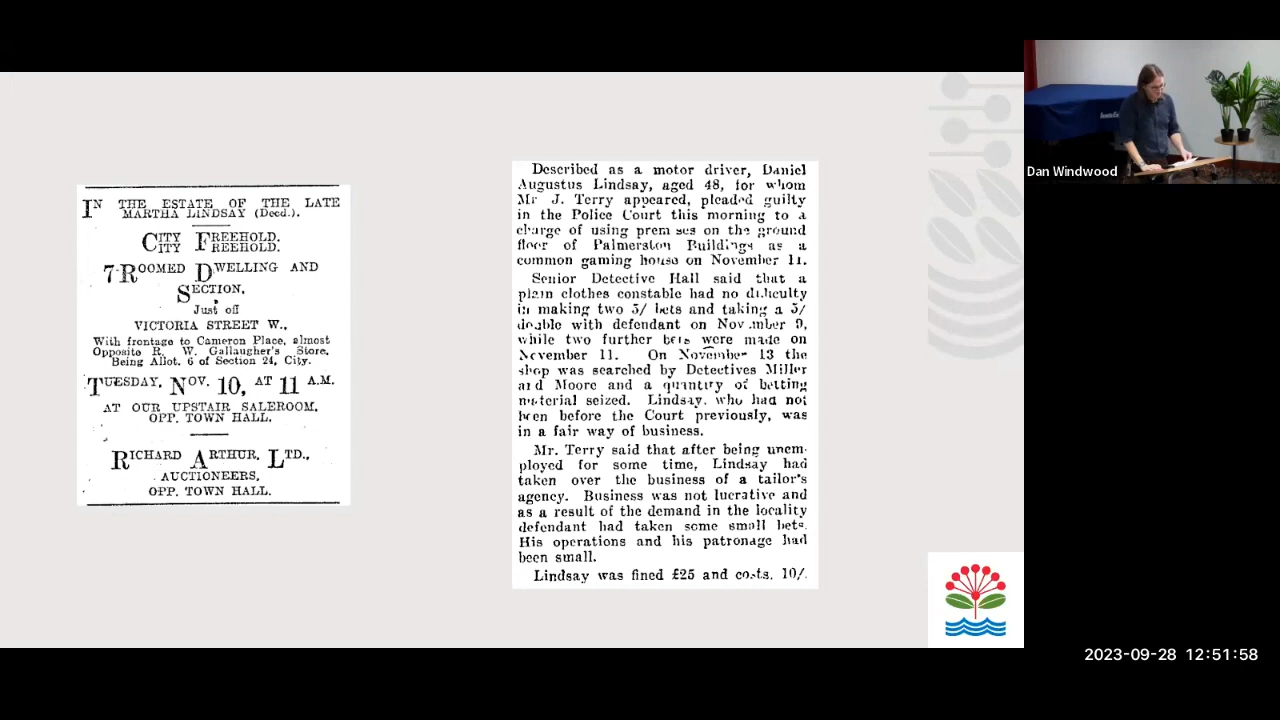 IN THE ESTATE OF THE LATE
MARTHA LINDSAY (Decd.).
CITY FREEHOLD.
CITY FREEHOLD.
7-ROOMED DWELLING AND
SECTION,
Just off
VICTORIA STREET W.,
With frontage to Cameron Place, almost
Opposite R. W. Gallaugher's Store,
Being Allot. 6 of Section 24, City.
TUESDAY, NOV. 10, AT 11 A.M.
AT OUR UPSTAIR SALEROOM,
OPP. TOWN HALL.
RICHARD ARTHUR, LTD.,
AUCTIONEERS,
OPP. TOWN HALL.
Described as a motor driver, Daniel
Augustus Lindsay, aged 48, for whom
Mr J. Terry appeared, pleaded guilty
in the Police Court this morning to a
charge of using premises on the ground
floor of Palmerston Buildings as a
common gaming house on November 11.
Senior Detective Hall said that a
plain clothes constable had no difficulty
in making two 5/ bets and taking a 5/
double with defendant on November 9,
while two further bets were made on
November 11. On November 13 the
shop was searched by Detectives Miller
and Moore and a quantity of betting
material seized. Lindsay, who had not
been before the Court previously, was
in a fair way of business.
Mr. Terry said that after being unem-
ployed for some time, Lindsay had
taken over the business of a tailor's
agency. Business was not lucrative and
as a result of the demand in the locality
defendant had taken some small bets.
His operations and his patronage had
been small.
Lindsay was fined £25 and costs, 10/.
Dan Windwood
2023-09-28 12:51:58